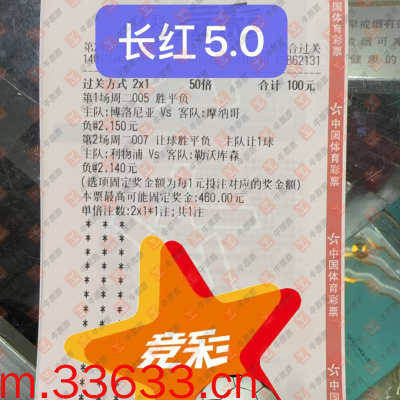 长红5.0
合过关
862131
过关方式 2x1 50倍 合计 100元
第1场周二005 胜平负
主队:博洛尼亚 Vs 客队:摩纳哥
负@2.150元
第2场周二007 让球胜平负 主队让1球
主队:利物浦 Vs 客队:勒沃库森
负@2.140元
(选项固定奖金额为每1元投注对应的奖金额)
本票最高可能固定奖金:460.00元
单倍注数:2x1*1注;共1注
竞彩
m.33633.cn
中国体育彩票
中国体育彩票
中国体育彩票